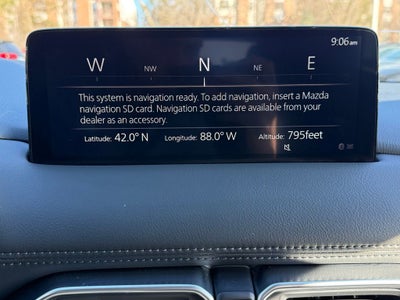 9:06am
W NW N NE E
This system is navigation ready. To add navigation, insert a Mazda
navigation SD card. Navigation SD cards are available from your
dealer as an accessory.
Latitude: 42.0° N Longitude: 88.0° W Altitude: 795feet